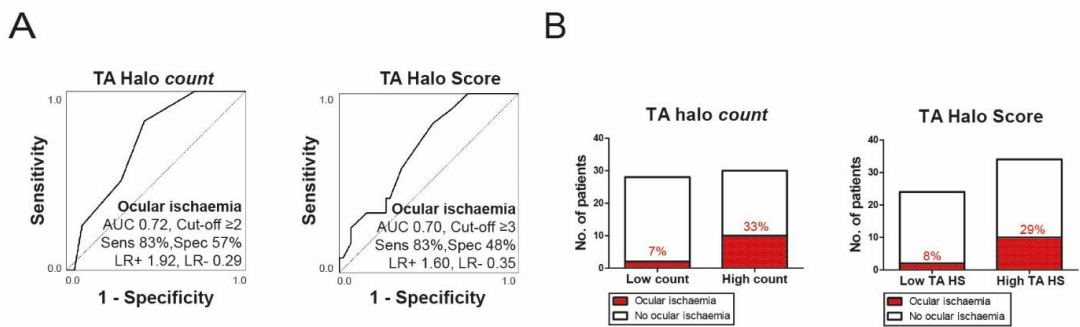 A
TA Halo count
1.0
Sensitivity
Ocular ischaemia
AUC 0.72, Cut-off ≥2
Sens 83%,Spec 57%
LR+ 1.92, LR- 0.29
0.0
0.0
1.0
1 - Specificity
TA Halo Score
1.0
Sensitivity
Ocular ischaemia
AUC 0.70, Cut-off ≥3
Sens 83%,Spec 48%
LR+ 1.60, LR- 0.35
0.0
0.0
1.0
1 - Specificity
B
TA halo count
No. of patients
40
30
20
10
0
7%
33%
Low count
High count
Ocular ischaemia
No ocular ischaemia
TA Halo Score
No. of patients
40
30
20
10
0
8%
29%
Low TA HS
High TA HS
Ocular ischaemia
No ocular ischaemia